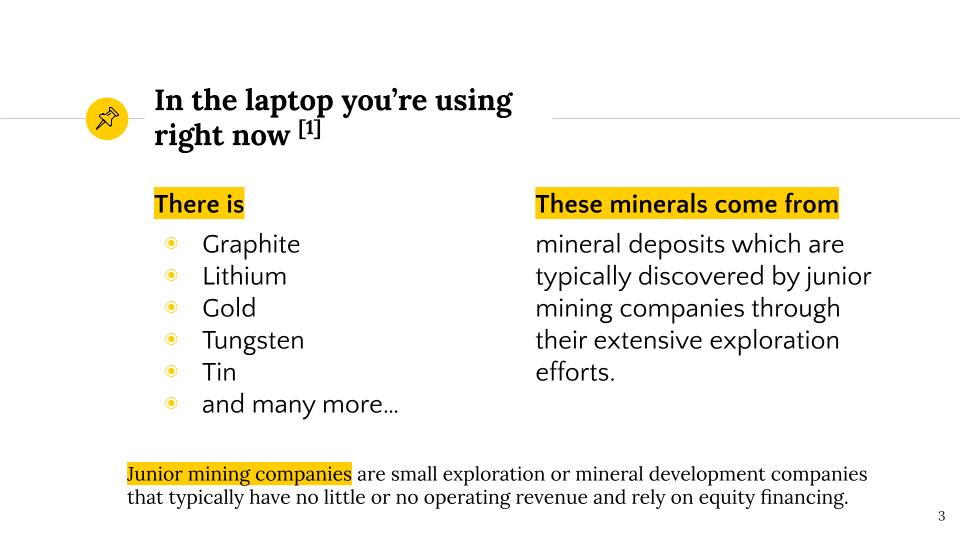 In the laptop you’re using
right now [1]
There is
Graphite
Lithium
Gold
Tungsten
Tin
and many more…
These minerals come from
mineral deposits which are
typically discovered by junior
mining companies through
their extensive exploration
efforts.
Junior mining companies are small exploration or mineral development companies
that typically have no little or no operating revenue and rely on equity financing.
3